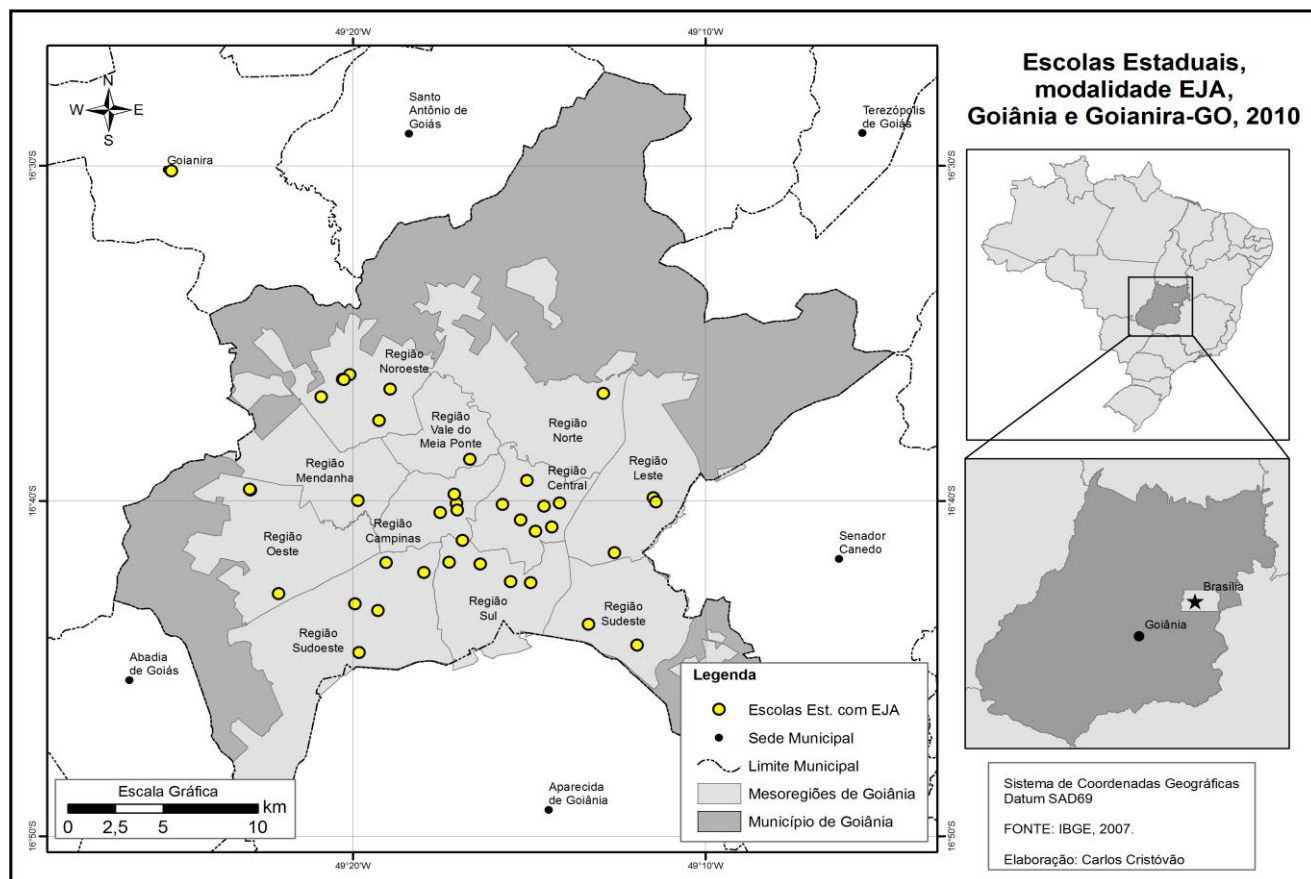 Escolas Estaduais,
modalidade EJA,
Goiânia e Goianira-GO, 2010
49°20'W
49°10'W
N
W
E
S
Santo
Antônio de
Goiás
Terezópolis
de Goiás
16°30'S
16°30'S
Goianira
Região
Noroeste
Região
Vale do
Meia Ponte
Região
Norte
Região
Mendanha
Região
Central
Região
Leste
16°40'S
16°40'S
Região
Campinas
Região
Oeste
Senador
Canedo
Região
Sul
Região
Sudeste
Região
Sudoeste
Abadia
de Goiás
Aparecida
de Goiânia
16°50'S
16°50'S
49°20'W
49°10'W
Escala Gráfica
km
0 2,5 5 10
Legenda
Escolas Est. com EJA
Sede Municipal
Limite Municipal
Mesoregiões de Goiânia
Município de Goiânia
Brasília
Goiânia
Sistema de Coordenadas Geográficas
Datum SAD69
FONTE: IBGE, 2007.
Elaboração: Carlos Cristóvão